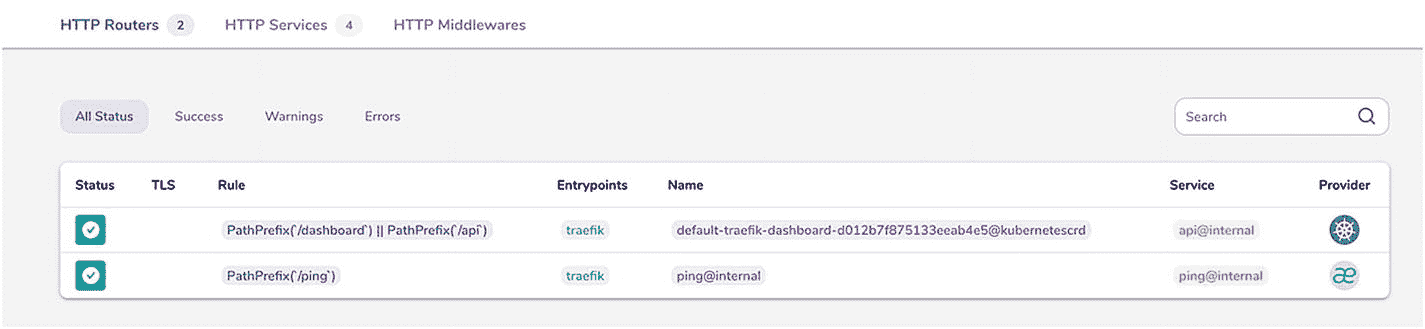 HTTP Routers 2 HTTP Services 4 HTTP Middlewares
All Status Success Warnings Errors Search
Status TLS Rule Entrypoints Name Service Provider
PathPrefix(`/dashboard`) || PathPrefix(`/api`) traefik default-traefik-dashboard-d012b7f875133eeab4e5@kubernetescrd api@internal
PathPrefix(`/ping`) traefik ping@internal ping@internal æ